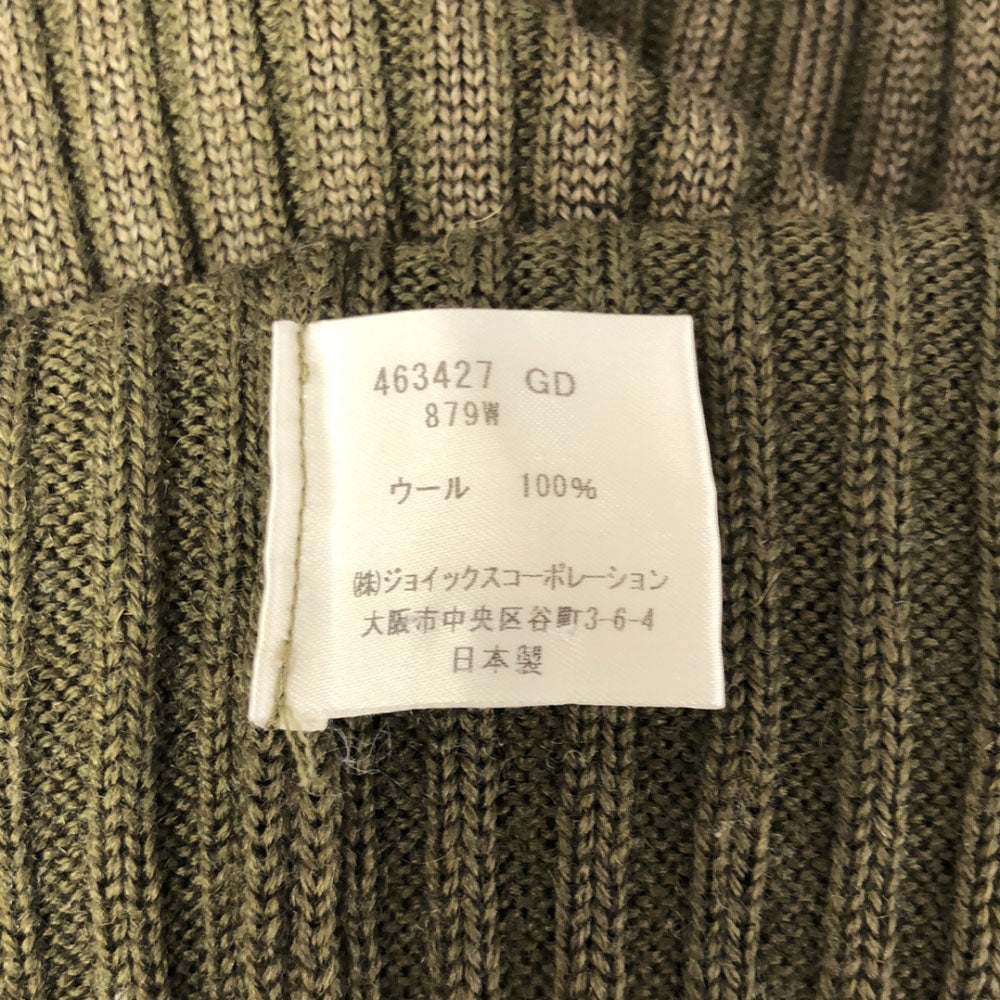 463427 GD
879W
ウール 100%
㈱ジョイックスコーポレーション
大阪市中央区谷町3-6-4
日本製